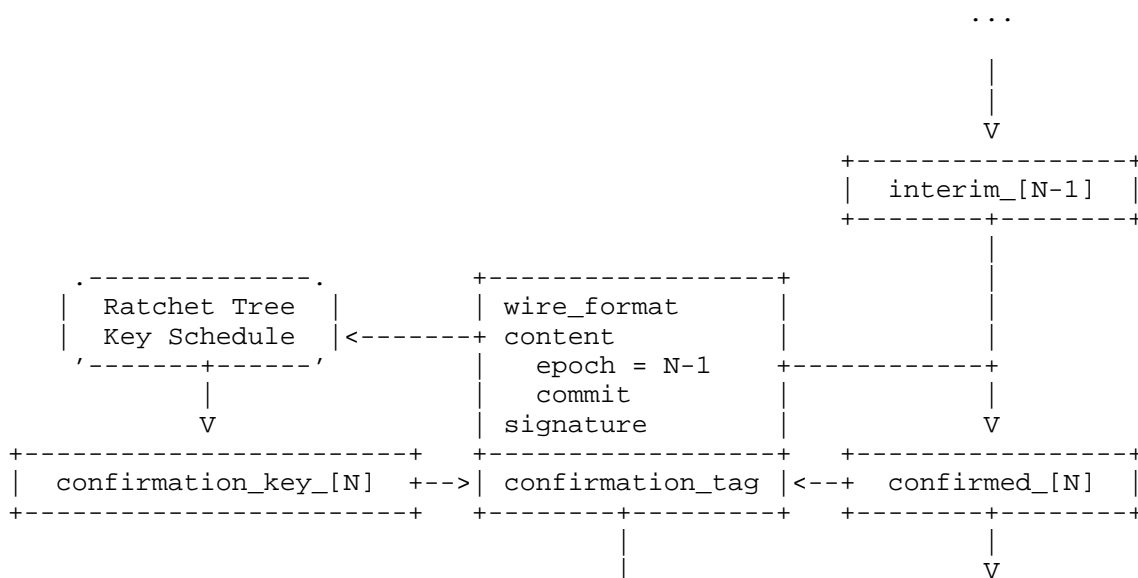 ...
|
|
V
+-----------------+
|  interim_[N-1]  |
+--------+--------+
|
.--------------.         +------------------+            |
|  Ratchet Tree  |        | wire_format      |            |
|  Key Schedule  |<-------+ content          |            |
'-------+------'         |   epoch = N-1    +------------+
|                |   commit         |            |
V                | signature        |            V
+------------------------+   +------------------+   +-----------------+
|  confirmation_key_[N]  +-->| confirmation_tag |<--+  confirmed_[N]  |
+------------------------+   +--------+---------+   +--------+--------+
|                      |
|                      V